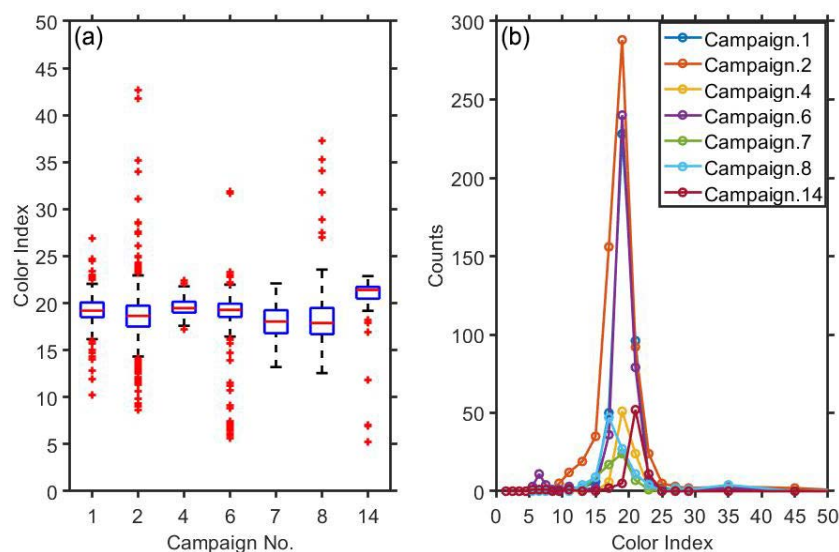 (a)
50
45
40
35
30
25
20
15
10
5
0
Color Index
1 2 4 6 7 8 14
Campaign No.
(b)
300
250
200
150
100
50
0
Counts
0 5 10 15 20 25 30 35 40 45 50
Color Index
Campaign.1
Campaign.2
Campaign.4
Campaign.6
Campaign.7
Campaign.8
Campaign.14